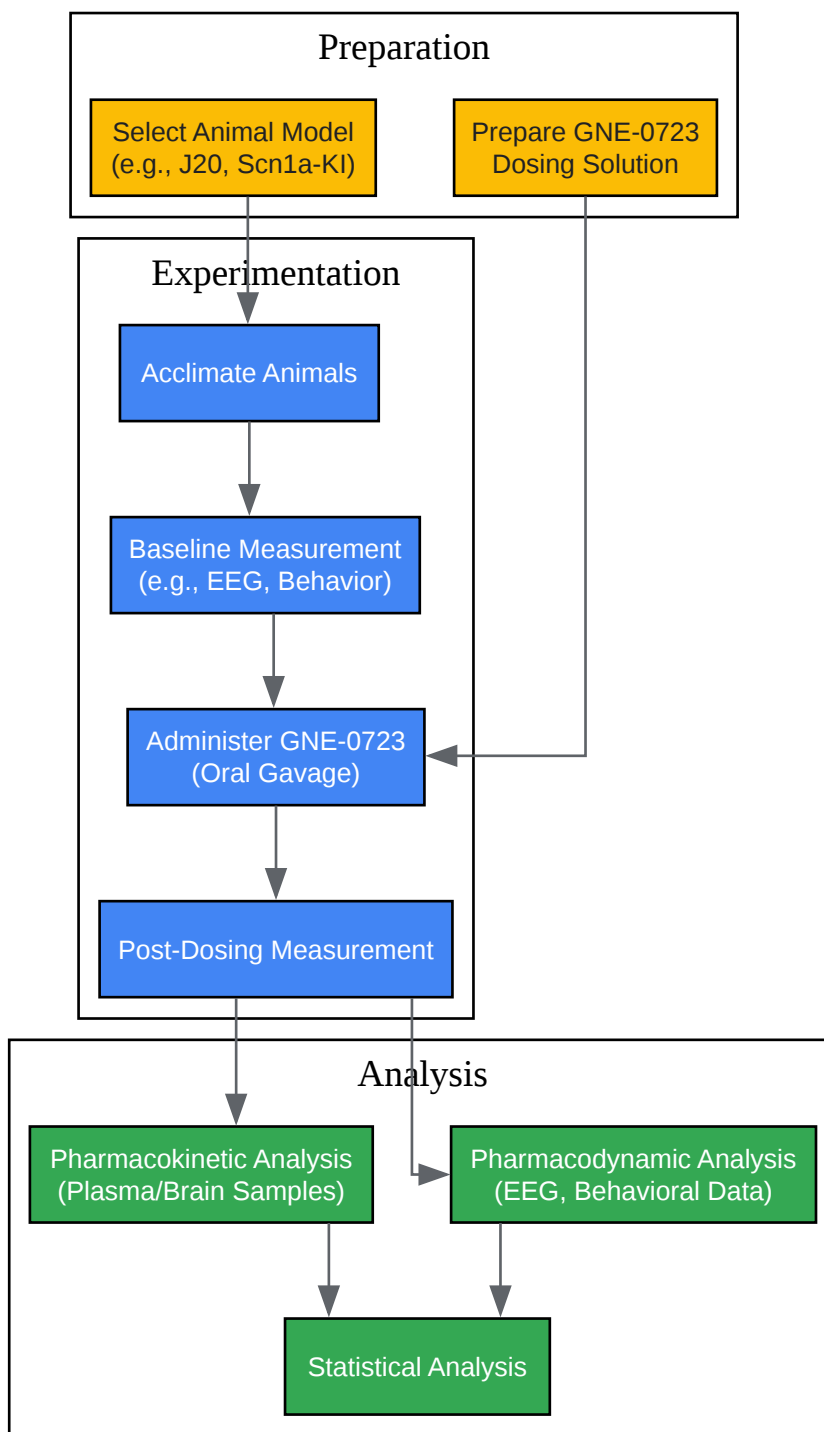 Preparation
Select Animal Model
(e.g., J20, Scn1a-KI)
Prepare GNE-0723
Dosing Solution
Experimentation
Acclimate Animals
Baseline Measurement
(e.g., EEG, Behavior)
Administer GNE-0723
(Oral Gavage)
Post-Dosing Measurement
Analysis
Pharmacokinetic Analysis
(Plasma/Brain Samples)
Pharmacodynamic Analysis
(EEG, Behavioral Data)
Statistical Analysis